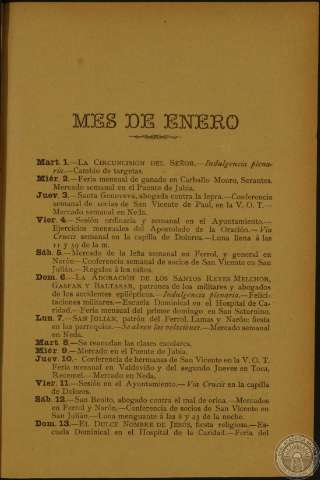 MES DE ENERO
Mart. 1.—LA CIRCUNCISIÓN DEL SEÑOR.—Indulgencia plena-
ria.—Cambio de targetas.
Miér. 2.—Feria mensual de ganado en Carballo Mouro, Serantes.
Mercado semanal en el Puente de Jubia.
Juev. 3.—Santa Genoveva, abogada contra la lepra.—Conferencia
semanal de socias de San Vicente de Paul, en la V. O. T.—
Mercado semanal en Neda.
Vier. 4.—Sesión ordinaria y semanal en el Ayuntamiento.—
Ejercicios mensuales del Apostolado de la Oración.—Via
Crucis semanal en la capilla de Dolores.—Luna llena á las
11 y 39 de la m.
Sáb. 5.—Mercado de la leña semanal en Ferrol, y general en
Narón—Conferencia semanal de socios de San Vicente en San
Julián.—Regalos á los niños.
Dom. 6.—LA ADORACIÓN DE LOS SANTOS REYES MELCHOR,
GASPAR Y BALTASAR, patrones de los militares y abogados
de los accidentes epilépticos.—Indulgencia plenaria.—Felici-
taciones militares.—Escuela Dominical en el Hospital de Ca-
ridad.—Feria mensual del primer domingo en San Saturnino.
Lun. 7.—SAN JULIÁN, patrón del Ferrol, Lamas y Narón; fiesta
en las parroquias.—Se abren las velaciones.—Mercado semanal
en Neda.
Mart 8.—Se reanudan las clases escolares.
Miér 9.—Mercado en el Puente de Jubia.
Juev. 10.—Conferencia de hermanas de San Vicente en la V. O. T.
Feria mensual en Valdoviño y del segundo Jueves en Toca,
Recemel.—Mercado en Neda.
Vier. 11.—Sesión en el Ayuntamiento.—Via Crucis en la capilla
de Dolores.
Sáb. 12.—San Benito, abogado contra el mal de orina.—Mercados
en Ferrol y Narón.—Conferencia de socios de San Vicente en
San Julián.—Luna menguante á las 8 y 23 de la noche.
Dom. 13.—EL DULCE NOMBRE DE JESÚS, fiesta religiosa.—Es-
cuela Dominical en el Hospital de la Caridad.—Feria del